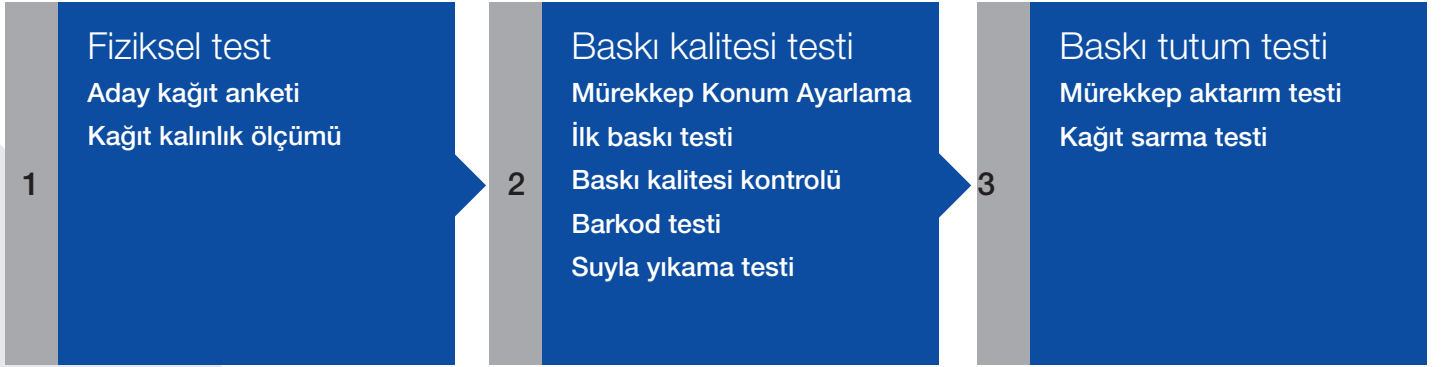 1
Fiziksel test
Aday kağıt anketi
Kağıt kalınlık ölçümü
2
Baskı kalitesi testi
Mürekkep Konum Ayarlama
İlk baskı testi
Baskı kalitesi kontrolü
Barkod testi
Suyla yıkama testi
3
Baskı tutum testi
Mürekkep aktarım testi
Kağıt sarma testi